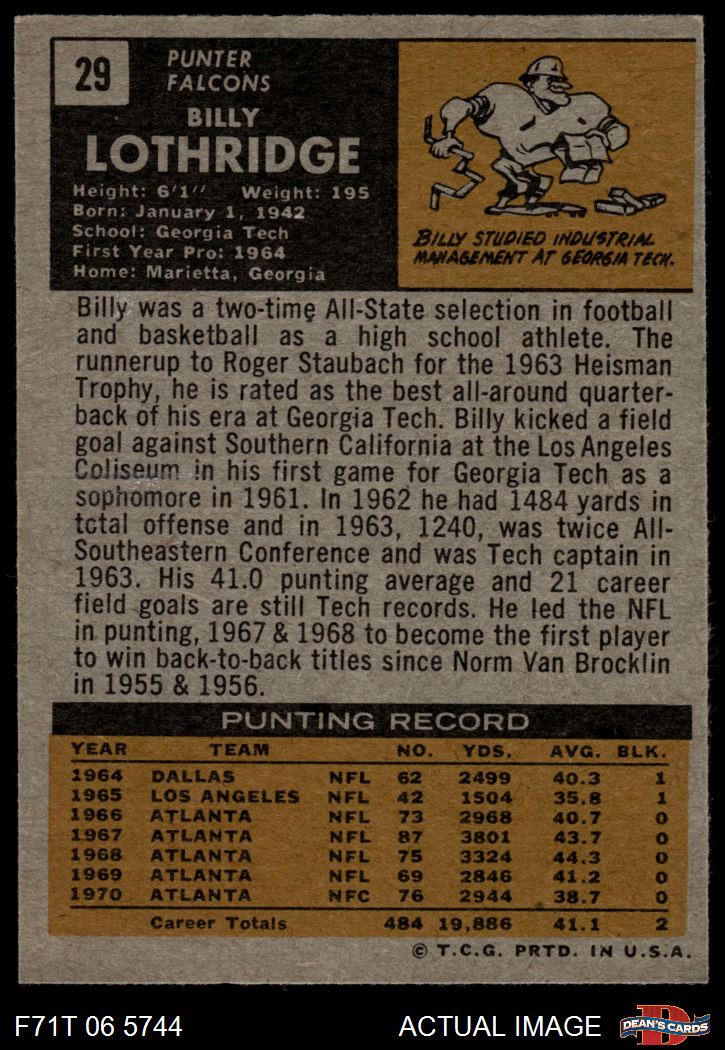 29
PUNTER
FALCONS
BILLY
LOTHRIDGE
Height: 6'1" Weight: 195
Born: January 1, 1942
School: Georgia Tech
First Year Pro: 1964
Home: Marietta, Georgia
BILLY STUDIED INDUSTRIAL
MANAGEMENT AT GEORGIA TECH.
Billy was a two-time All-State selection in football
and basketball as a high school athlete. The
runnerup to Roger Staubach for the 1963 Heisman
Trophy, he is rated as the best all-around quarter-
back of his era at Georgia Tech. Billy kicked a field
goal against Southern California at the Los Angeles
Coliseum in his first game for Georgia Tech as a
sophomore in 1961. In 1962 he had 1484 yards in
total offense and in 1963, 1240, was twice All-
Southeastern Conference and was Tech captain in
1963. His 41.0 punting average and 21 career
field goals are still Tech records. He led the NFL
in punting, 1967 & 1968 to become the first player
to win back-to-back titles since Norm Van Brocklin
in 1955 & 1956.
PUNTING RECORD
YEAR TEAM NO. YDS. AVG. BLK.
1964 DALLAS NFL 62 2499 40.3 1
1965 LOS ANGELES NFL 42 1504 35.8 1
1966 ATLANTA NFL 73 2968 40.7 0
1967 ATLANTA NFL 87 3801 43.7 0
1968 ATLANTA NFL 75 3324 44.3 0
1969 ATLANTA NFL 69 2846 41.2 0
1970 ATLANTA NFC 76 2944 38.7 0
Career Totals 484 19,886 41.1 2
© T.C.G. PRTD. IN U.S.A.
F71T 06 5744 ACTUAL IMAGE D DEAN'S CARDS